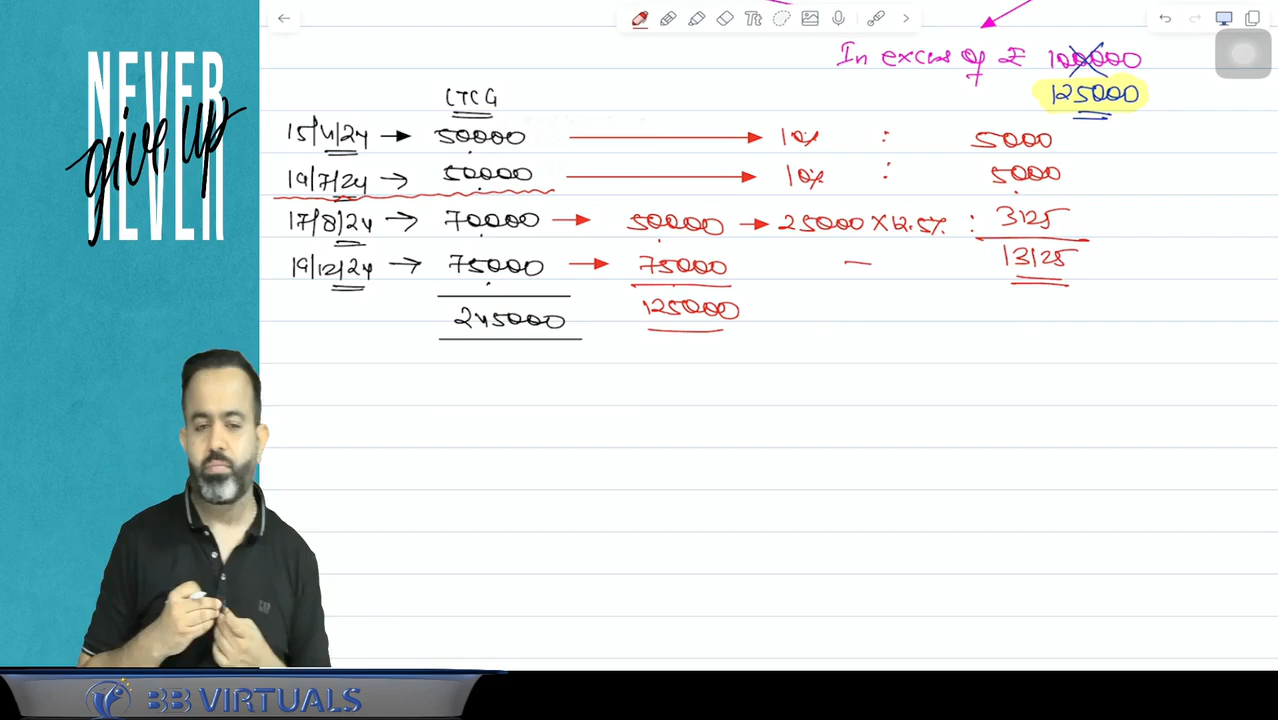 NEVER
give up
NEVER
Tt
In excess of ₹ 100000
125000
LTCG
15/4/24 → 50000 → 10% : 5000
19/7/24 → 50000 → 10% : 5000
17/8/24 → 70000 → 50000 → 25000 × 12.5% : 3125
19/12/24 → 75000 → 75000 — 13125
245000 125000
GAP
BB VIRTUALS